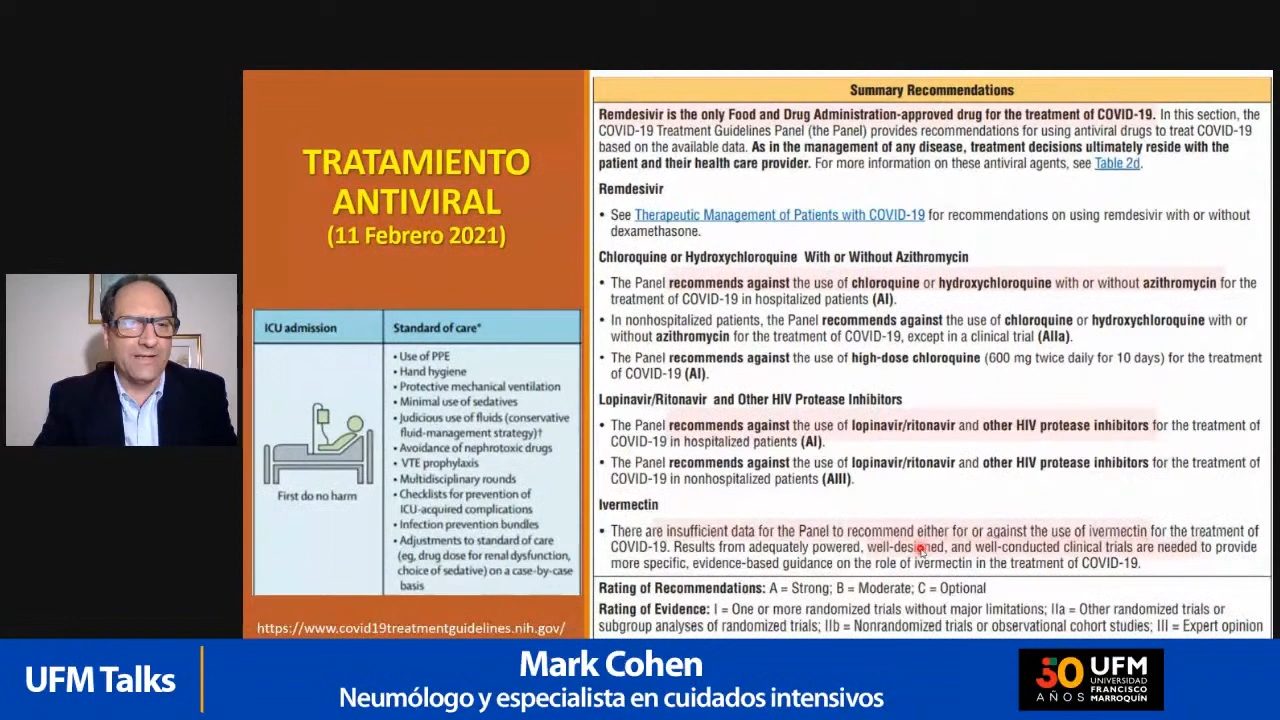 TRATAMIENTO
ANTIVIRAL
(11 Febrero 2021)
ICU admission
First do no harm
Standard of care*
• Use of PPE
• Hand hygiene
• Protective mechanical ventilation
• Minimal use of sedatives
• Judicious use of fluids (conservative
fluid-management strategy)†
• Avoidance of nephrotoxic drugs
• VTE prophylaxis
• Multidisciplinary rounds
• Checklists for prevention of
ICU-acquired complications
• Infection prevention bundles
• Adjustments to standard of care
(eg, drug dose for renal dysfunction,
choice of sedative) on a case-by-case
basis
https://www.covid19treatmentguidelines.nih.gov/
Summary Recommendations
Remdesivir is the only Food and Drug Administration-approved drug for the treatment of COVID-19. In this section, the
COVID-19 Treatment Guidelines Panel (the Panel) provides recommendations for using antiviral drugs to treat COVID-19
based on the available data. As in the management of any disease, treatment decisions ultimately reside with the
patient and their health care provider. For more information on these antiviral agents, see Table 2d.
Remdesivir
• See Therapeutic Management of Patients with COVID-19 for recommendations on using remdesivir with or without
dexamethasone.
Chloroquine or Hydroxychloroquine With or Without Azithromycin
• The Panel recommends against the use of chloroquine or hydroxychloroquine with or without azithromycin for the
treatment of COVID-19 in hospitalized patients (AI).
• In nonhospitalized patients, the Panel recommends against the use of chloroquine or hydroxychloroquine with or
without azithromycin for the treatment of COVID-19, except in a clinical trial (AIIa).
• The Panel recommends against the use of high-dose chloroquine (600 mg twice daily for 10 days) for the treatment
of COVID-19 (AI).
Lopinavir/Ritonavir and Other HIV Protease Inhibitors
• The Panel recommends against the use of lopinavir/ritonavir and other HIV protease inhibitors for the treatment of
COVID-19 in hospitalized patients (AI).
• The Panel recommends against the use of lopinavir/ritonavir and other HIV protease inhibitors for the treatment of
COVID-19 in nonhospitalized patients (AIII).
Ivermectin
• There are insufficient data for the Panel to recommend either for or against the use of ivermectin for the treatment of
COVID-19. Results from adequately powered, well-designed, and well-conducted clinical trials are needed to provide
more specific, evidence-based guidance on the role of ivermectin in the treatment of COVID-19.
Rating of Recommendations: A = Strong; B = Moderate; C = Optional
Rating of Evidence: I = One or more randomized trials without major limitations; IIa = Other randomized trials or
subgroup analyses of randomized trials; IIb = Nonrandomized trials or observational cohort studies; III = Expert opinion
UFM Talks
Mark Cohen
Neumólogo y especialista en cuidados intensivos
50
AÑOS
UFM
UNIVERSIDAD
FRANCISCO
MARROQUÍN